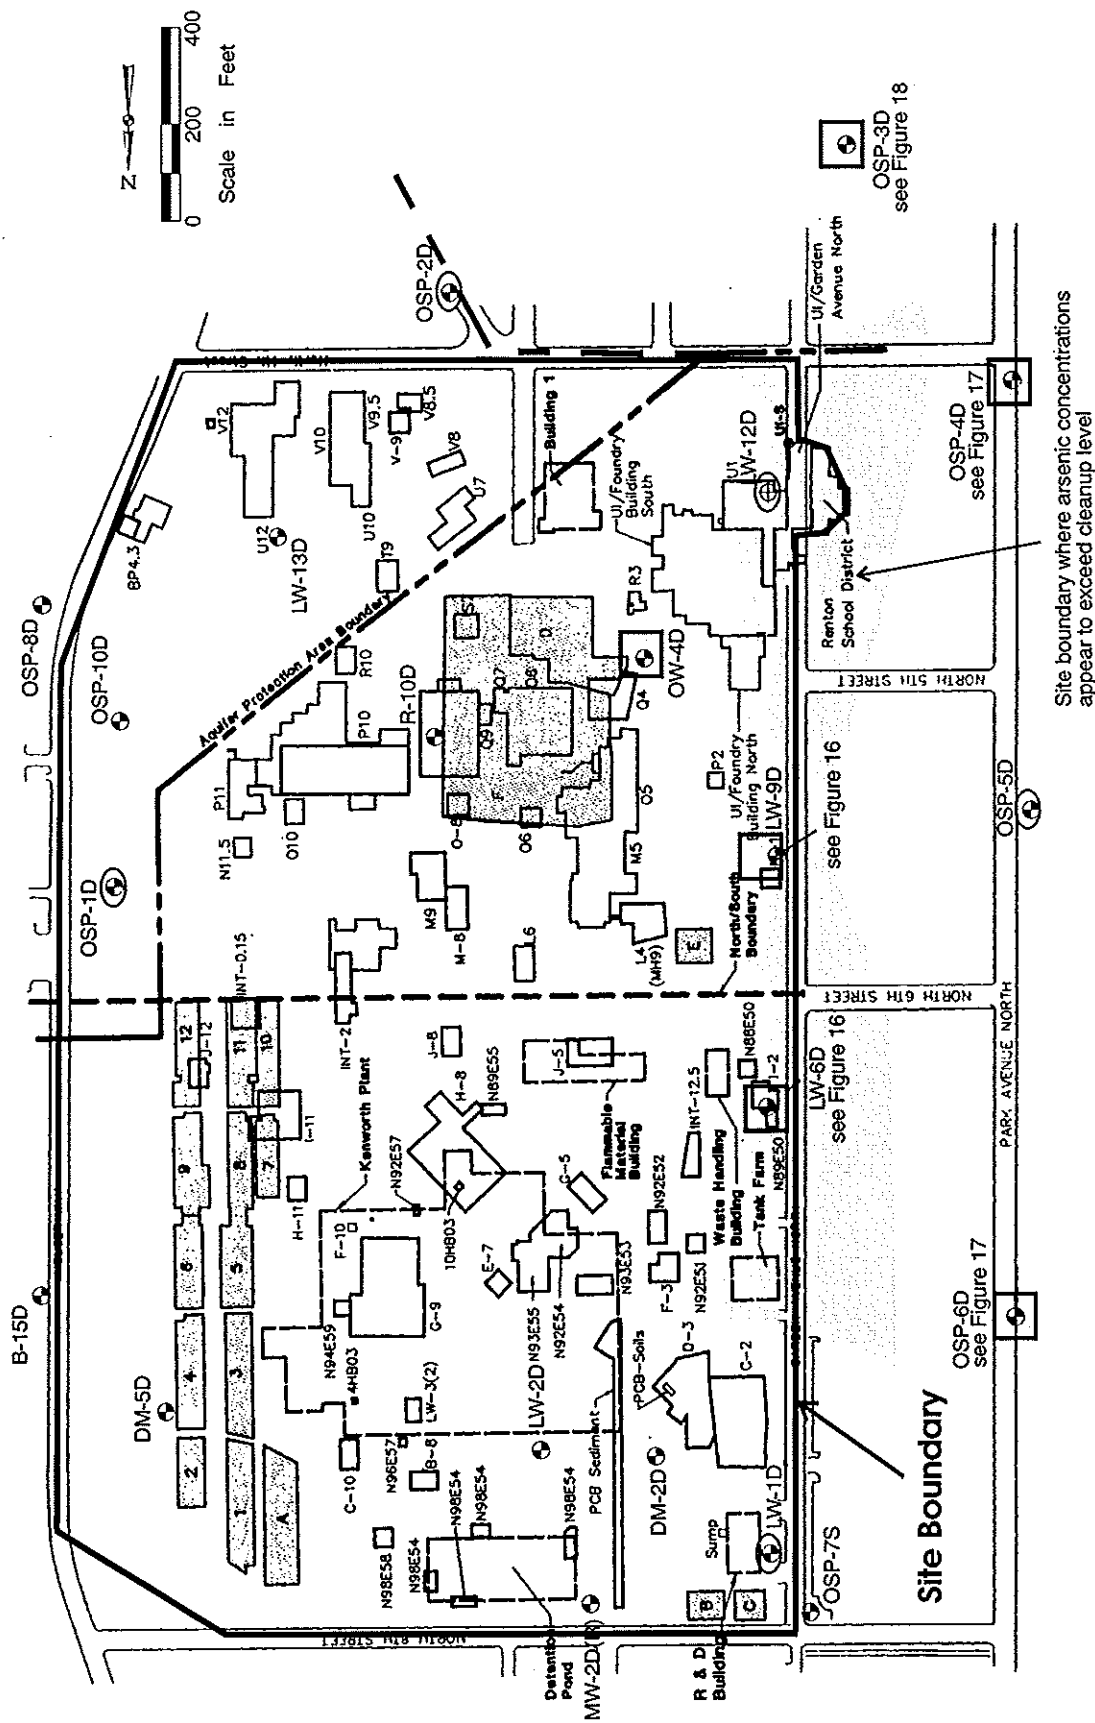 N
0 200 400
Scale in Feet
OSP-3D
see Figure 18
OSP-2D
OSP-4D
see Figure 17
Site boundary where arsenic concentrations
appear to exceed cleanup level
UI/Garden
Avenue North
Renton
School District
V12
V10
V9.5
V-9
V8.5
V8
U7
U10
U12
LW-13D
T9
BP4.3
Building 1
UI/Foundry
Building
South
U1
LW-12D
UI-S
R3
OSP-8D
OSP-10D
Aquifer Protection Area Boundary
R10
P10
P11
R-10D
Q9
Q7
Q8
Q4
D
F
OW-4D
O5
O-8
O6
O10
N11.5
P2
UI/Foundry
Building North
LW-9D
see Figure 16
NORTH 5TH STREET
OSP-5D
OSP-1D
M9
M-8
M5
L6
L4
(MH9)
E
North/South
Boundary
NORTH 6TH STREET
PARK AVENUE NORTH
INT-0.15
INT-2
12
J-12
11
10
I-11
9
8
7
H-11
6
5
4
3
2
1
A
Kenworth Plant
J-8
H-8
N89E55
N92E57
10HB03
J-5
Flammable
Material
Building
G-5
INT-12.5
N88E50
I-2
N89E50
LW-6D
see Figure 16
Waste Handling
Building
Tank Farm
N92E52
N92E51
F-3
N93E53
F-10
G-9
E-7
N93E55
N92E54
N94E59
4HB03
LW-3(2)
LW-2D
PCB-Soils
D-3
C-2
OSP-6D
see Figure 17
B-15D
DM-5D
C-10
N96E57
B-8
N98E54
N98E54
N98E54
N98E58
N98E54
PCB Sediment
DM-2D
Sump
LW-1D
OSP-7S
Site Boundary
B
C
R & D
Building
Detention
Pond
MW-2D(R)
NORTH 8TH STREET